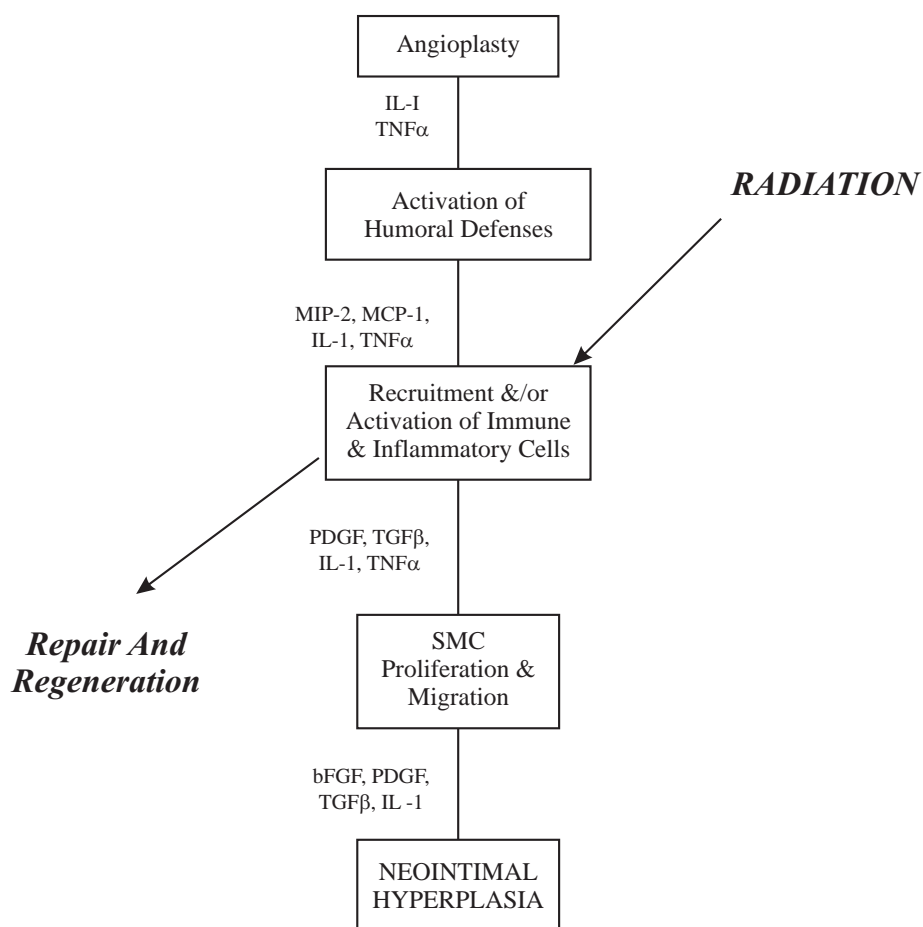 Angioplasty
IL-I
TNFα
RADIATION
Activation of
Humoral Defenses
MIP-2, MCP-1,
IL-1, TNFα
Recruitment &/or
Activation of Immune
& Inflammatory Cells
PDGF, TGFβ,
IL-1, TNFα
Repair And
Regeneration
SMC
Proliferation &
Migration
bFGF, PDGF,
TGFβ, IL -1
NEOINTIMAL
HYPERPLASIA